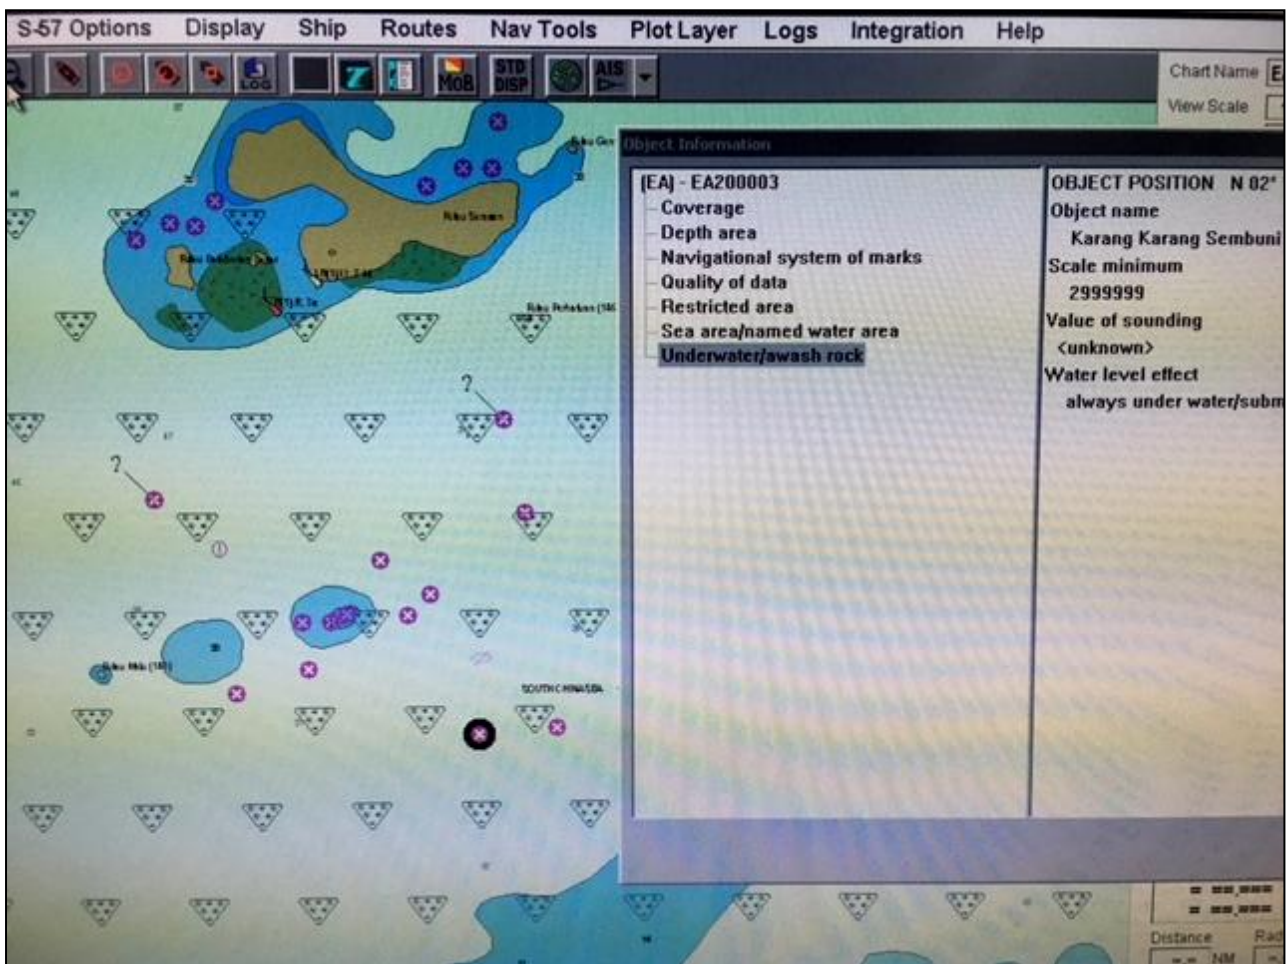 S-57 Options Display Ship Routes Nav Tools Plot Layer Logs Integration Help
LOG
MOB
STD DISP
AIS
Chart Name E
View Scale
Object Information
(EA) - EA200003
Coverage
Depth area
Navigational system of marks
Quality of data
Restricted area
Sea area/named water area
Underwater/awash rock
OBJECT POSITION N 02°
Object name
Karang Karang Sembuni
Scale minimum
2999999
Value of sounding
<unknown>
Water level effect
always under water/subm
?
?
SOUTH CHINA SEA
Distance Rad
NM